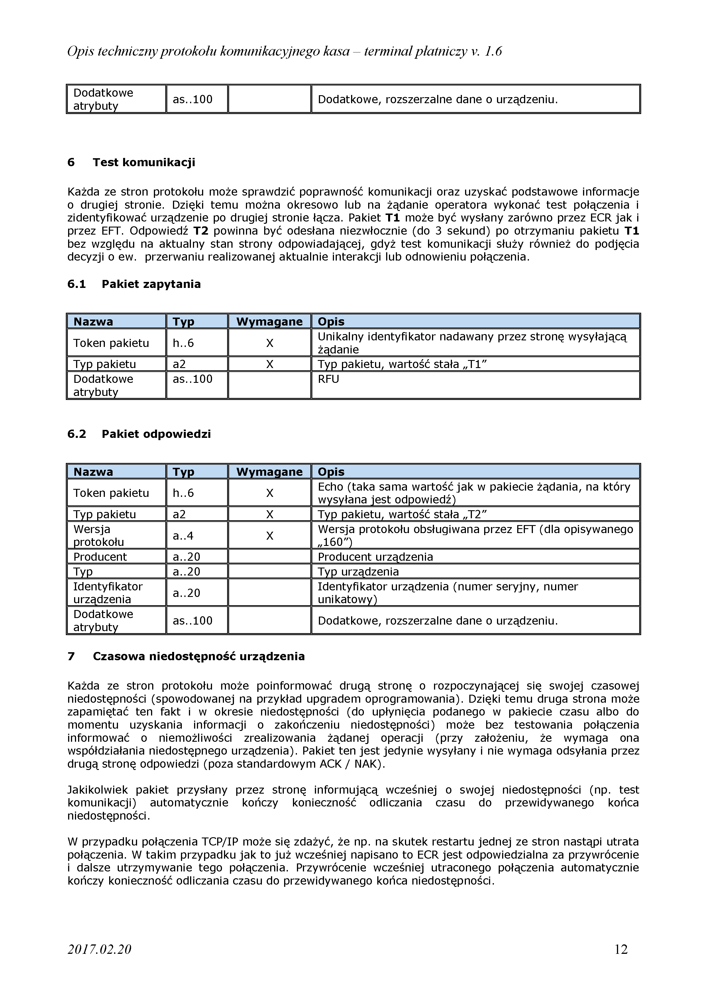 Opis techniczny protokołu komunikacyjnego kasa – terminal płatniczy v. 1.6
Dodatkowe
atrybuty
as..100
Dodatkowe, rozszerzalne dane o urządzeniu.
6 Test komunikacji
Każda ze stron protokołu może sprawdzić poprawność komunikacji oraz uzyskać podstawowe informacje
o drugiej stronie. Dzięki temu można okresowo lub na żądanie operatora wykonać test połączenia i
zidentyfikować urządzenie po drugiej stronie łącza. Pakiet T1 może być wysłany zarówno przez ECR jak i
przez EFT. Odpowiedź T2 powinna być odesłana niezwłocznie (do 3 sekund) po otrzymaniu pakietu T1
bez względu na aktualny stan strony odpowiadającej, gdyż test komunikacji służy również do podjęcia
decyzji o ew. przerwaniu realizowanej aktualnie interakcji lub odnowieniu połączenia.
6.1 Pakiet zapytania
Nazwa Typ Wymagane Opis
Token pakietu h..6 X Unikalny identyfikator nadawany przez stronę wysyłającą
żądanie
Typ pakietu a2 X Typ pakietu, wartość stała „T1”
Dodatkowe as..100 RFU
atrybuty
6.2 Pakiet odpowiedzi
Nazwa Typ Wymagane Opis
Token pakietu h..6 X Echo (taka sama wartość jak w pakiecie żądania, na który
wysyłana jest odpowiedź)
Typ pakietu a2 X Typ pakietu, wartość stała „T2”
Wersja
protokołu
a..4 X Wersja protokołu obsługiwana przez EFT (dla opisywanego
„160”)
Producent a..20 Producent urządzenia
Typ a..20 Typ urządzenia
Identyfikator
urządzenia
a..20 Identyfikator urządzenia (numer seryjny, numer
unikatowy)
Dodatkowe
atrybuty
as..100 Dodatkowe, rozszerzalne dane o urządzeniu.
7 Czasowa niedostępność urządzenia
Każda ze stron protokołu może poinformować drugą stronę o rozpoczynającej się swojej czasowej
niedostępności (spowodowanej na przykład upgradem oprogramowania). Dzięki temu druga strona może
zapamiętać ten fakt i w okresie niedostępności (do upłynięcia podanego w pakiecie czasu albo do
momentu uzyskania informacji o zakończeniu niedostępności) może bez testowania połączenia
informować o niemożliwości zrealizowania żądanej operacji (przy założeniu, że wymaga ona
współdziałania niedostępnego urządzenia). Pakiet ten jest jedynie wysyłany i nie wymaga odsyłania przez
drugą stronę odpowiedzi (poza standardowym ACK / NAK).
Jakikolwiek pakiet przysłany przez stronę informującą wcześniej o swojej niedostępności (np. test
komunikacji) automatycznie kończy konieczność odliczania czasu do przewidywanego końca
niedostępności.
W przypadku połączenia TCP/IP może się zdażyć, że np. na skutek restartu jednej ze stron nastąpi utrata
połączenia. W takim przypadku jak to już wcześniej napisano to ECR jest odpowiedzialna za przywrócenie
i dalsze utrzymywanie tego połączenia. Przywrócenie wcześniej utraconego połączenia automatycznie
kończy konieczność odliczania czasu do przewidywanego końca niedostępności.
2017.02.20 12